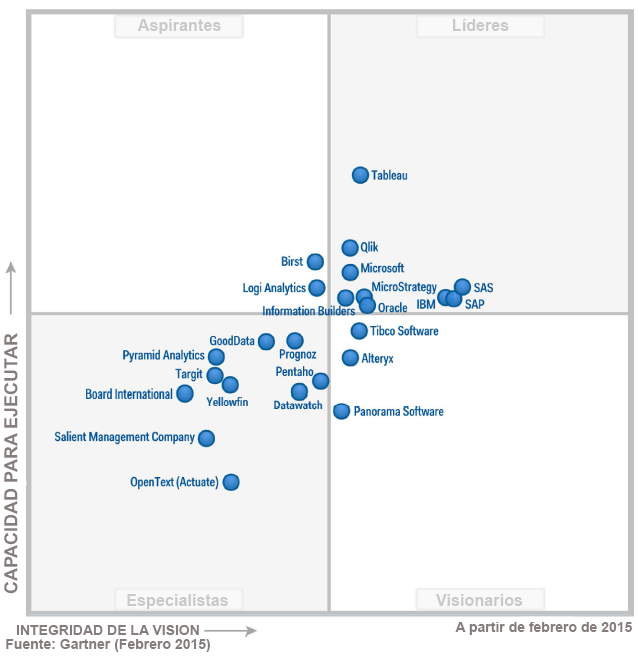 Aspirantes
Líderes
Tableau
Qlik
Birst
Microsoft
Logi Analytics
MicroStrategy
SAS
Information Builders
Oracle
IBM
SAP
Tibco Software
GoodData
Prognoz
Pyramid Analytics
Alteryx
Targit
Pentaho
Board International
Yellowfin
Datawatch
Panorama Software
Salient Management Company
OpenText (Actuate)
CAPACIDAD PARA EJECUTAR
Especialistas
Visionarios
INTEGRIDAD DE LA VISION
A partir de febrero de 2015
Fuente: Gartner (Febrero 2015)